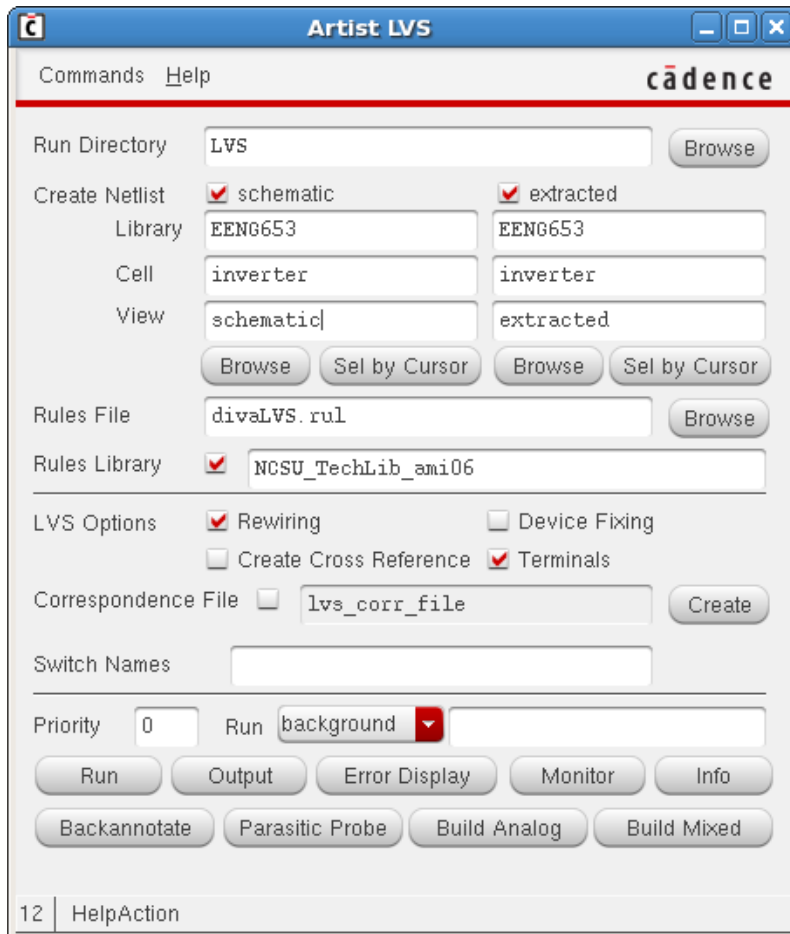 Artist LVS
Commands Help cādence
Run Directory LVS Browse
Create Netlist schematic extracted
Library EENG653 EENG653
Cell inverter inverter
View schematic extracted
Browse Sel by Cursor Browse Sel by Cursor
Rules File divaLVS.rul Browse
Rules Library NCSU_TechLib_ami06
LVS Options Rewiring Device Fixing
Create Cross Reference Terminals
Correspondence File lvs_corr_file Create
Switch Names
Priority 0 Run background
Run Output Error Display Monitor Info
Backannotate Parasitic Probe Build Analog Build Mixed
12 HelpAction